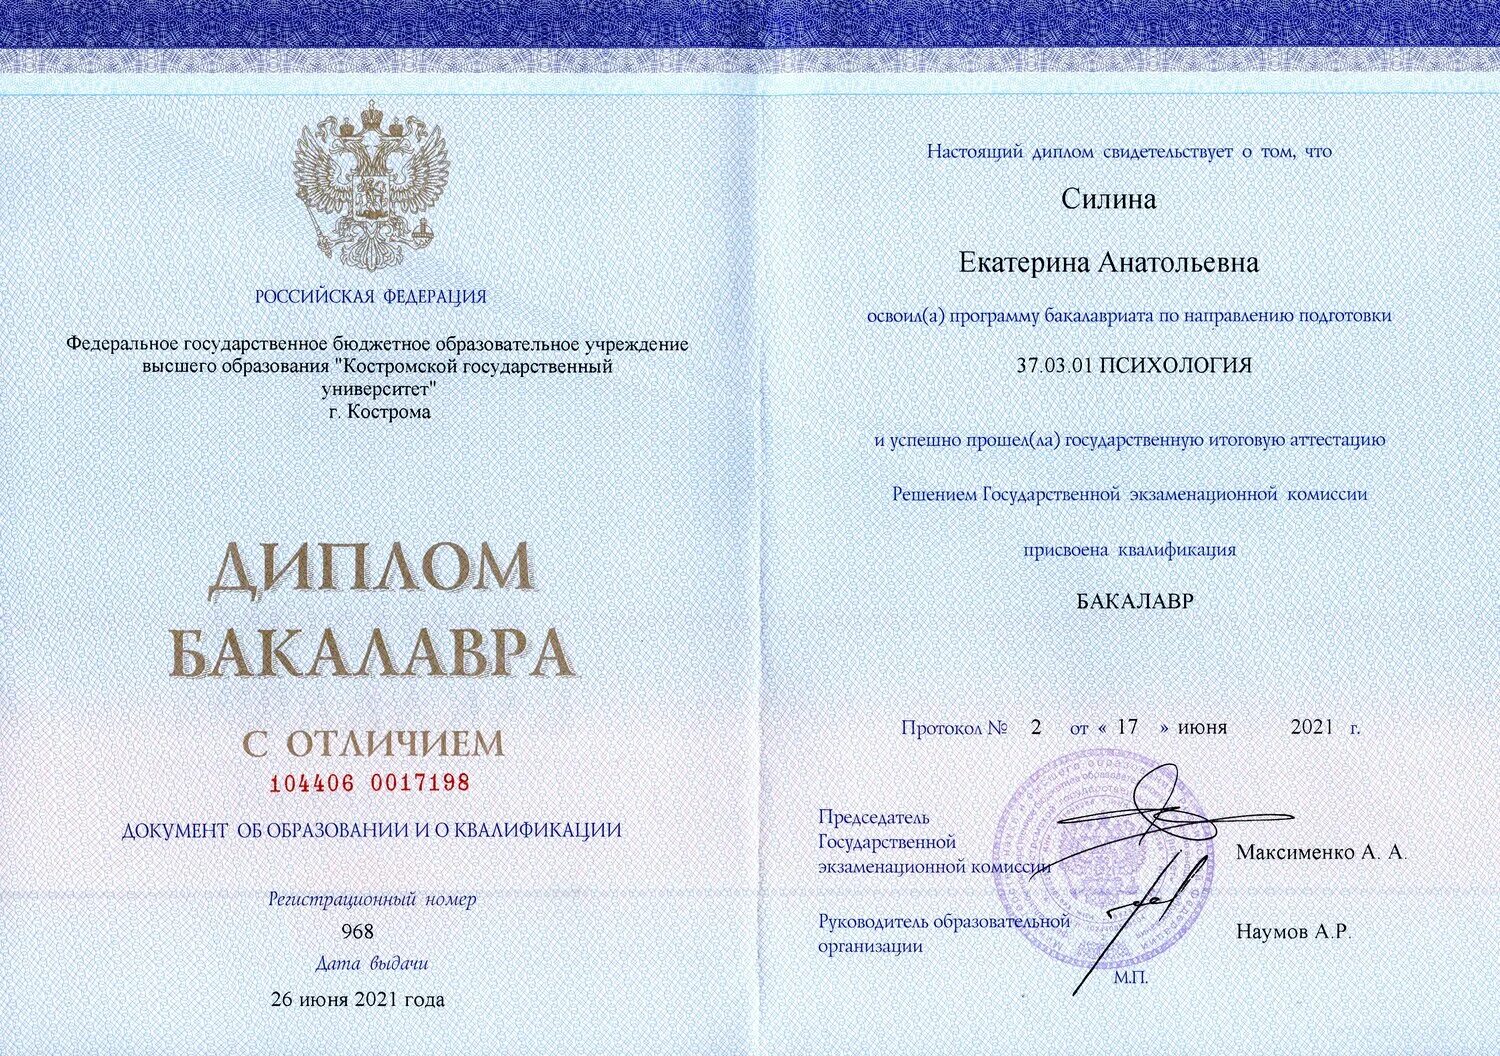 РОССИЙСКАЯ ФЕДЕРАЦИЯ
Федеральное государственное бюджетное образовательное учреждение
высшего образования "Костромской государственный
университет"
г. Кострома
ДИПЛОМ
БАКАЛАВРА
С ОТЛИЧИЕМ
104406 0017198
ДОКУМЕНТ ОБ ОБРАЗОВАНИИ И О КВАЛИФИКАЦИИ
Регистрационный номер
968
Дата выдачи
26 июня 2021 года
Настоящий диплом свидетельствует о том, что
Силина
Екатерина Анатольевна
освоил(а) программу бакалавриата по направлению подготовки
37.03.01 ПСИХОЛОГИЯ
и успешно прошел(ла) государственную итоговую аттестацию
Решением Государственной экзаменационной комиссии
присвоена квалификация
БАКАЛАВР
Протокол № 2 от « 17 » июня 2021 г.
Председатель
Государственной
экзаменационной комиссии
Максименко А. А.
Руководитель образовательной
организации
Наумов А.Р.
М.П.